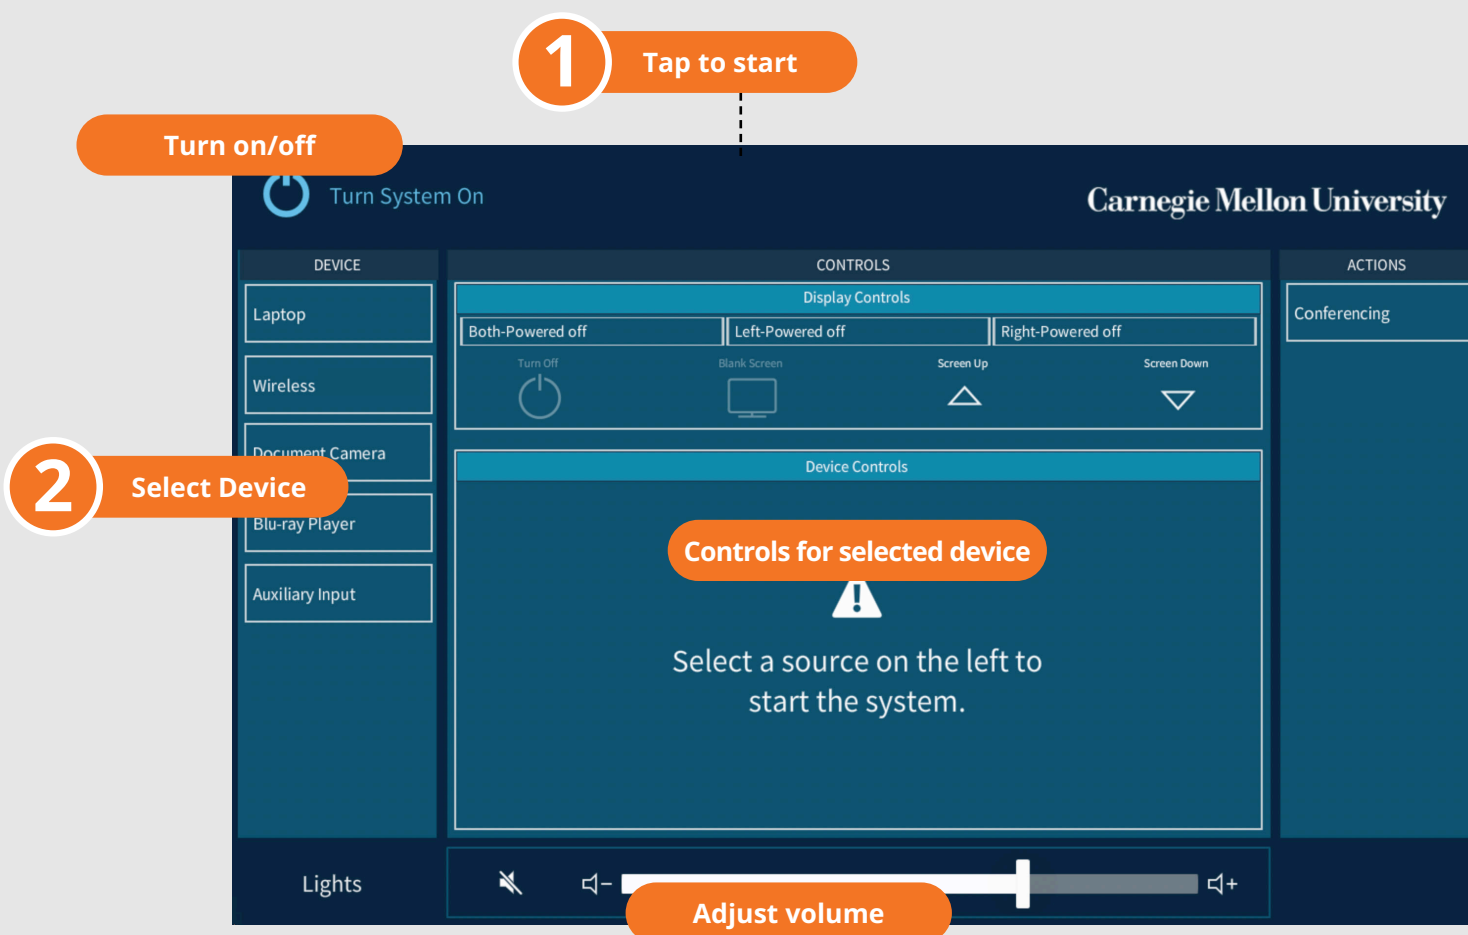 1
Tap to start
Turn on/off
Turn System On
Carnegie Mellon University
DEVICE
CONTROLS
ACTIONS
Laptop
Wireless
Document Camera
Blu-ray Player
Auxiliary Input
2
Select Device
Display Controls
Both-Powered off
Left-Powered off
Right-Powered off
Turn Off
Blank Screen
Screen Up
Screen Down
Device Controls
Controls for selected device
Select a source on the left to
start the system.
Conferencing
Lights
Adjust volume